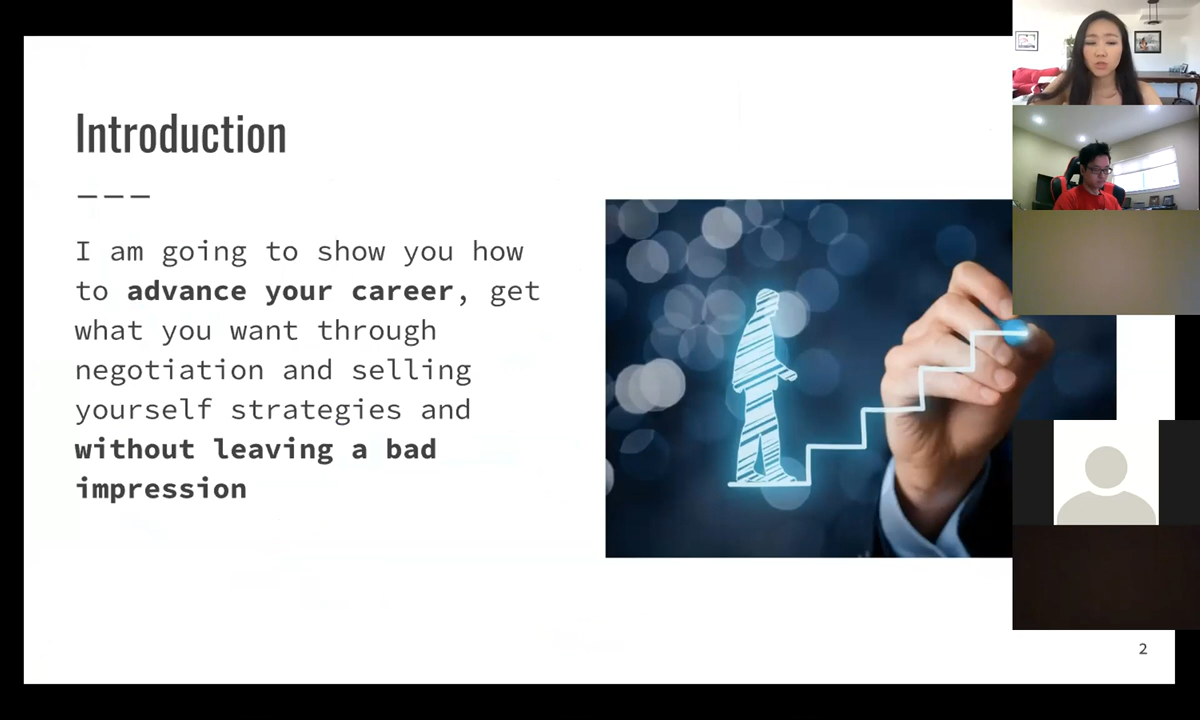 Introduction
I am going to show you how
to advance your career, get
what you want through
negotiation and selling
yourself strategies and
without leaving a bad
impression
2